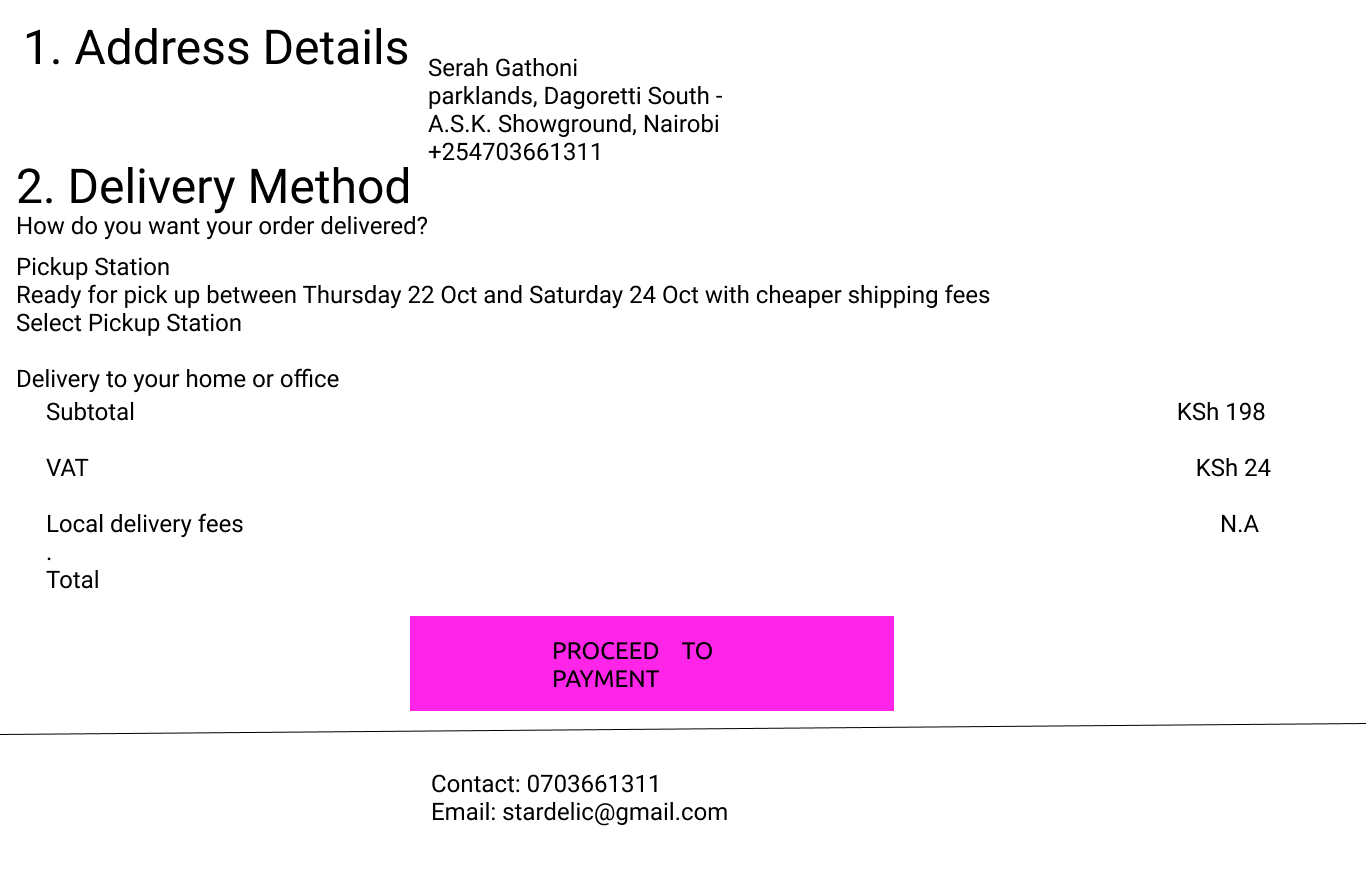 1. Address Details
Serah Gathoni
parklands, Dagoretti South -
A.S.K. Showground, Nairobi
+254703661311
2. Delivery Method
How do you want your order delivered?
Pickup Station
Ready for pick up between Thursday 22 Oct and Saturday 24 Oct with cheaper shipping fees
Select Pickup Station
Delivery to your home or office
Subtotal KSh 198
VAT KSh 24
Local delivery fees N.A
.
Total
PROCEED TO
PAYMENT
Contact: 0703661311
Email: stardelic@gmail.com